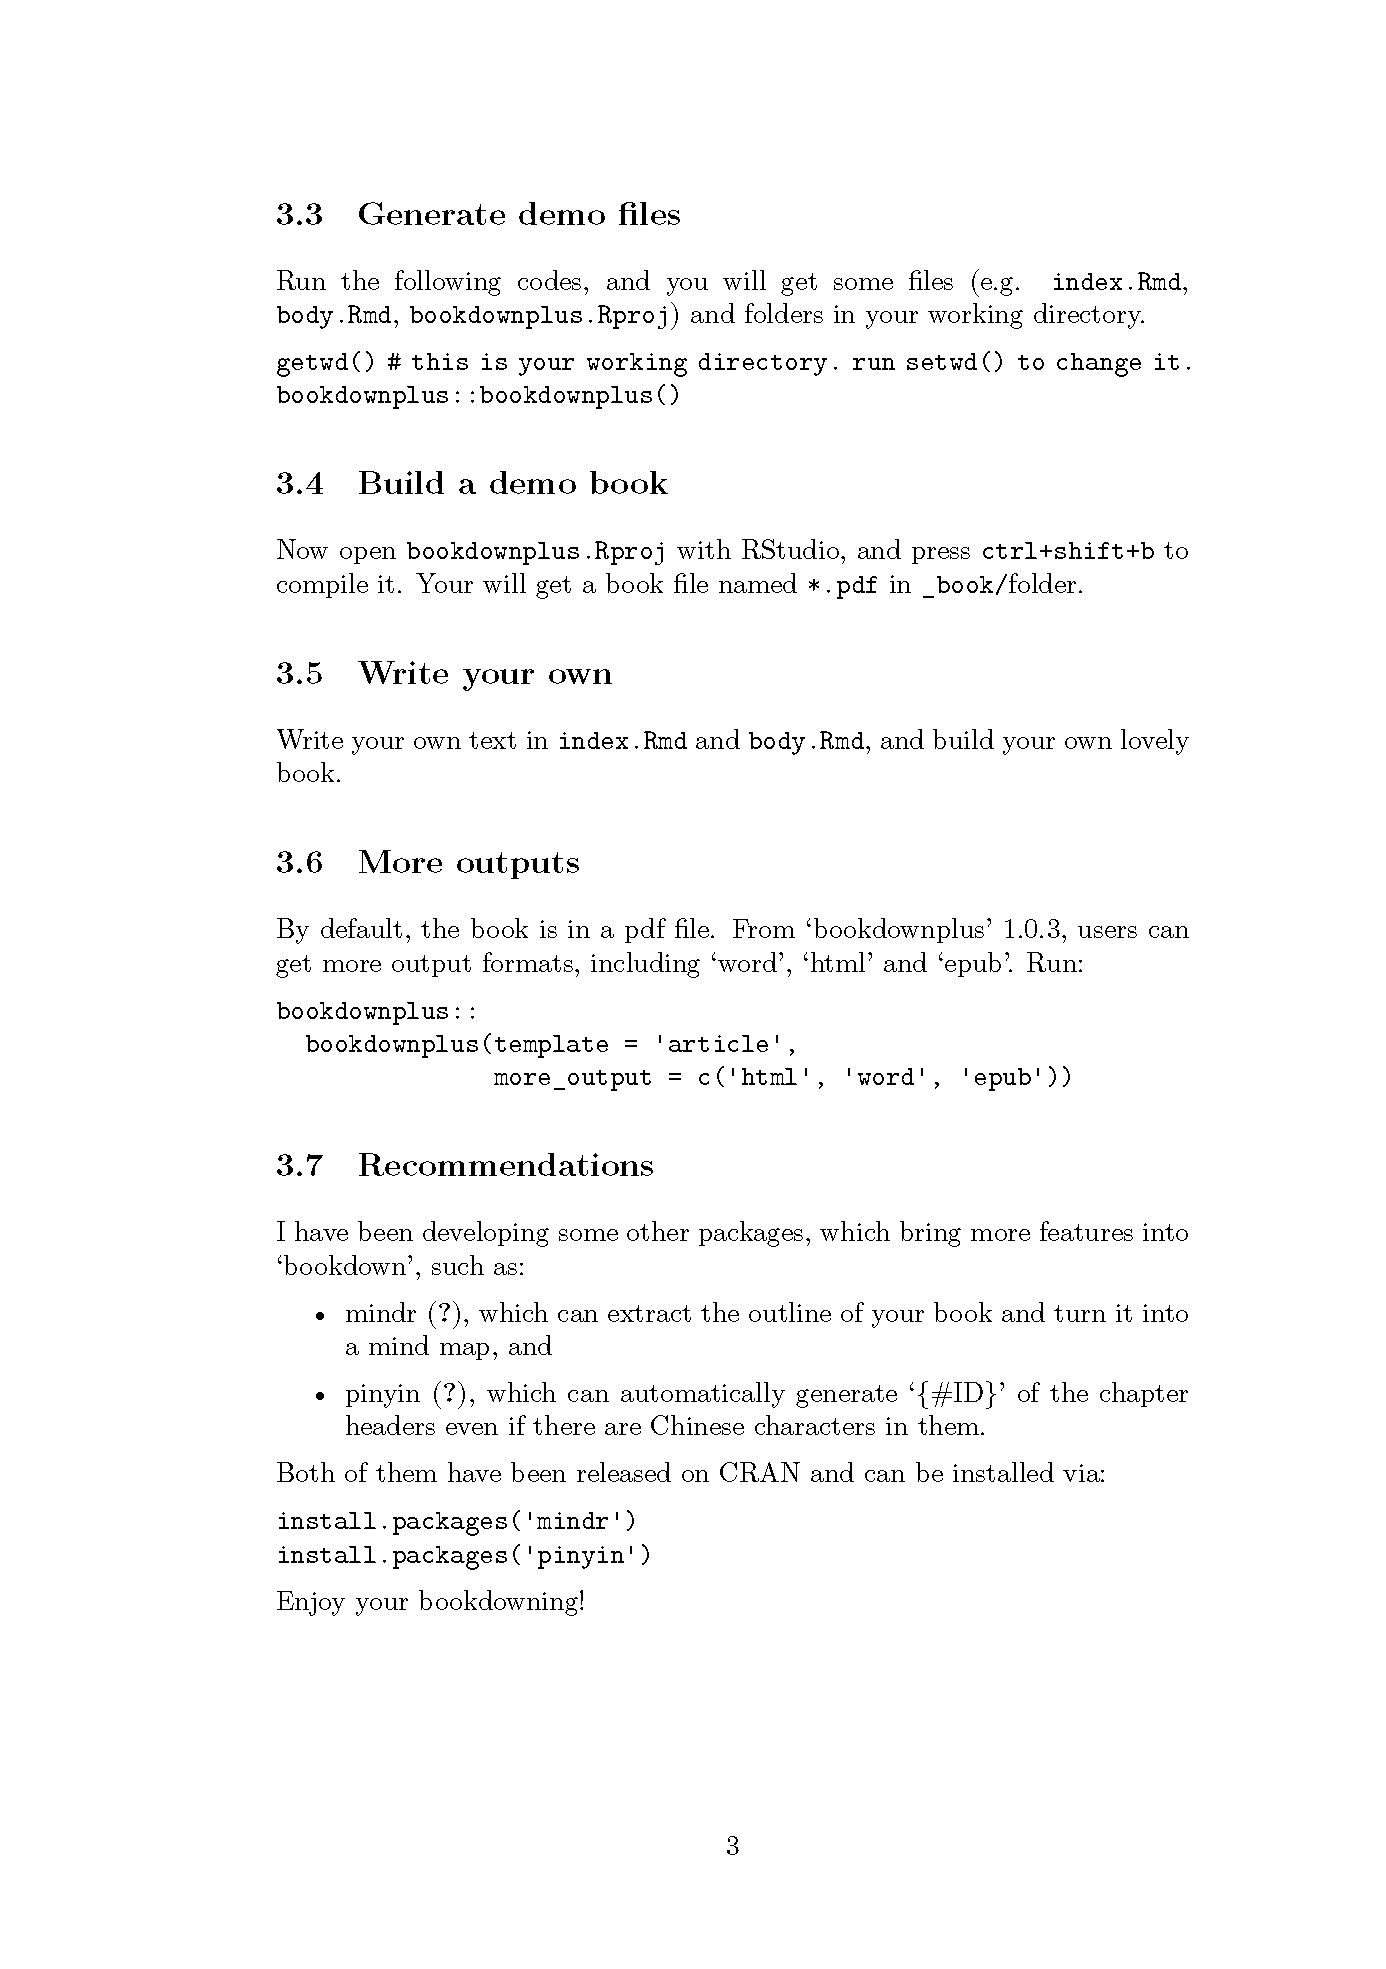 3.3 Generate demo files
Run the following codes, and you will get some files (e.g. index.Rmd,
body.Rmd, bookdownplus.Rproj) and folders in your working directory.
getwd() # this is your working directory. run setwd() to change it.
bookdownplus::bookdownplus()
3.4 Build a demo book
Now open bookdownplus.Rproj with RStudio, and press ctrl+shift+b to
compile it. Your will get a book file named *.pdf in _book/folder.
3.5 Write your own
Write your own text in index.Rmd and body.Rmd, and build your own lovely
book.
3.6 More outputs
By default, the book is in a pdf file. From ‘bookdownplus’ 1.0.3, users can
get more output formats, including ‘word’, ‘html’ and ‘epub’. Run:
bookdownplus::
  bookdownplus(template = 'article',
               more_output = c('html', 'word', 'epub'))
3.7 Recommendations
I have been developing some other packages, which bring more features into
‘bookdown’, such as:
• mindr (?), which can extract the outline of your book and turn it into
a mind map, and
• pinyin (?), which can automatically generate ‘{#ID}’ of the chapter
headers even if there are Chinese characters in them.
Both of them have been released on CRAN and can be installed via:
install.packages('mindr')
install.packages('pinyin')
Enjoy your bookdowning!
3